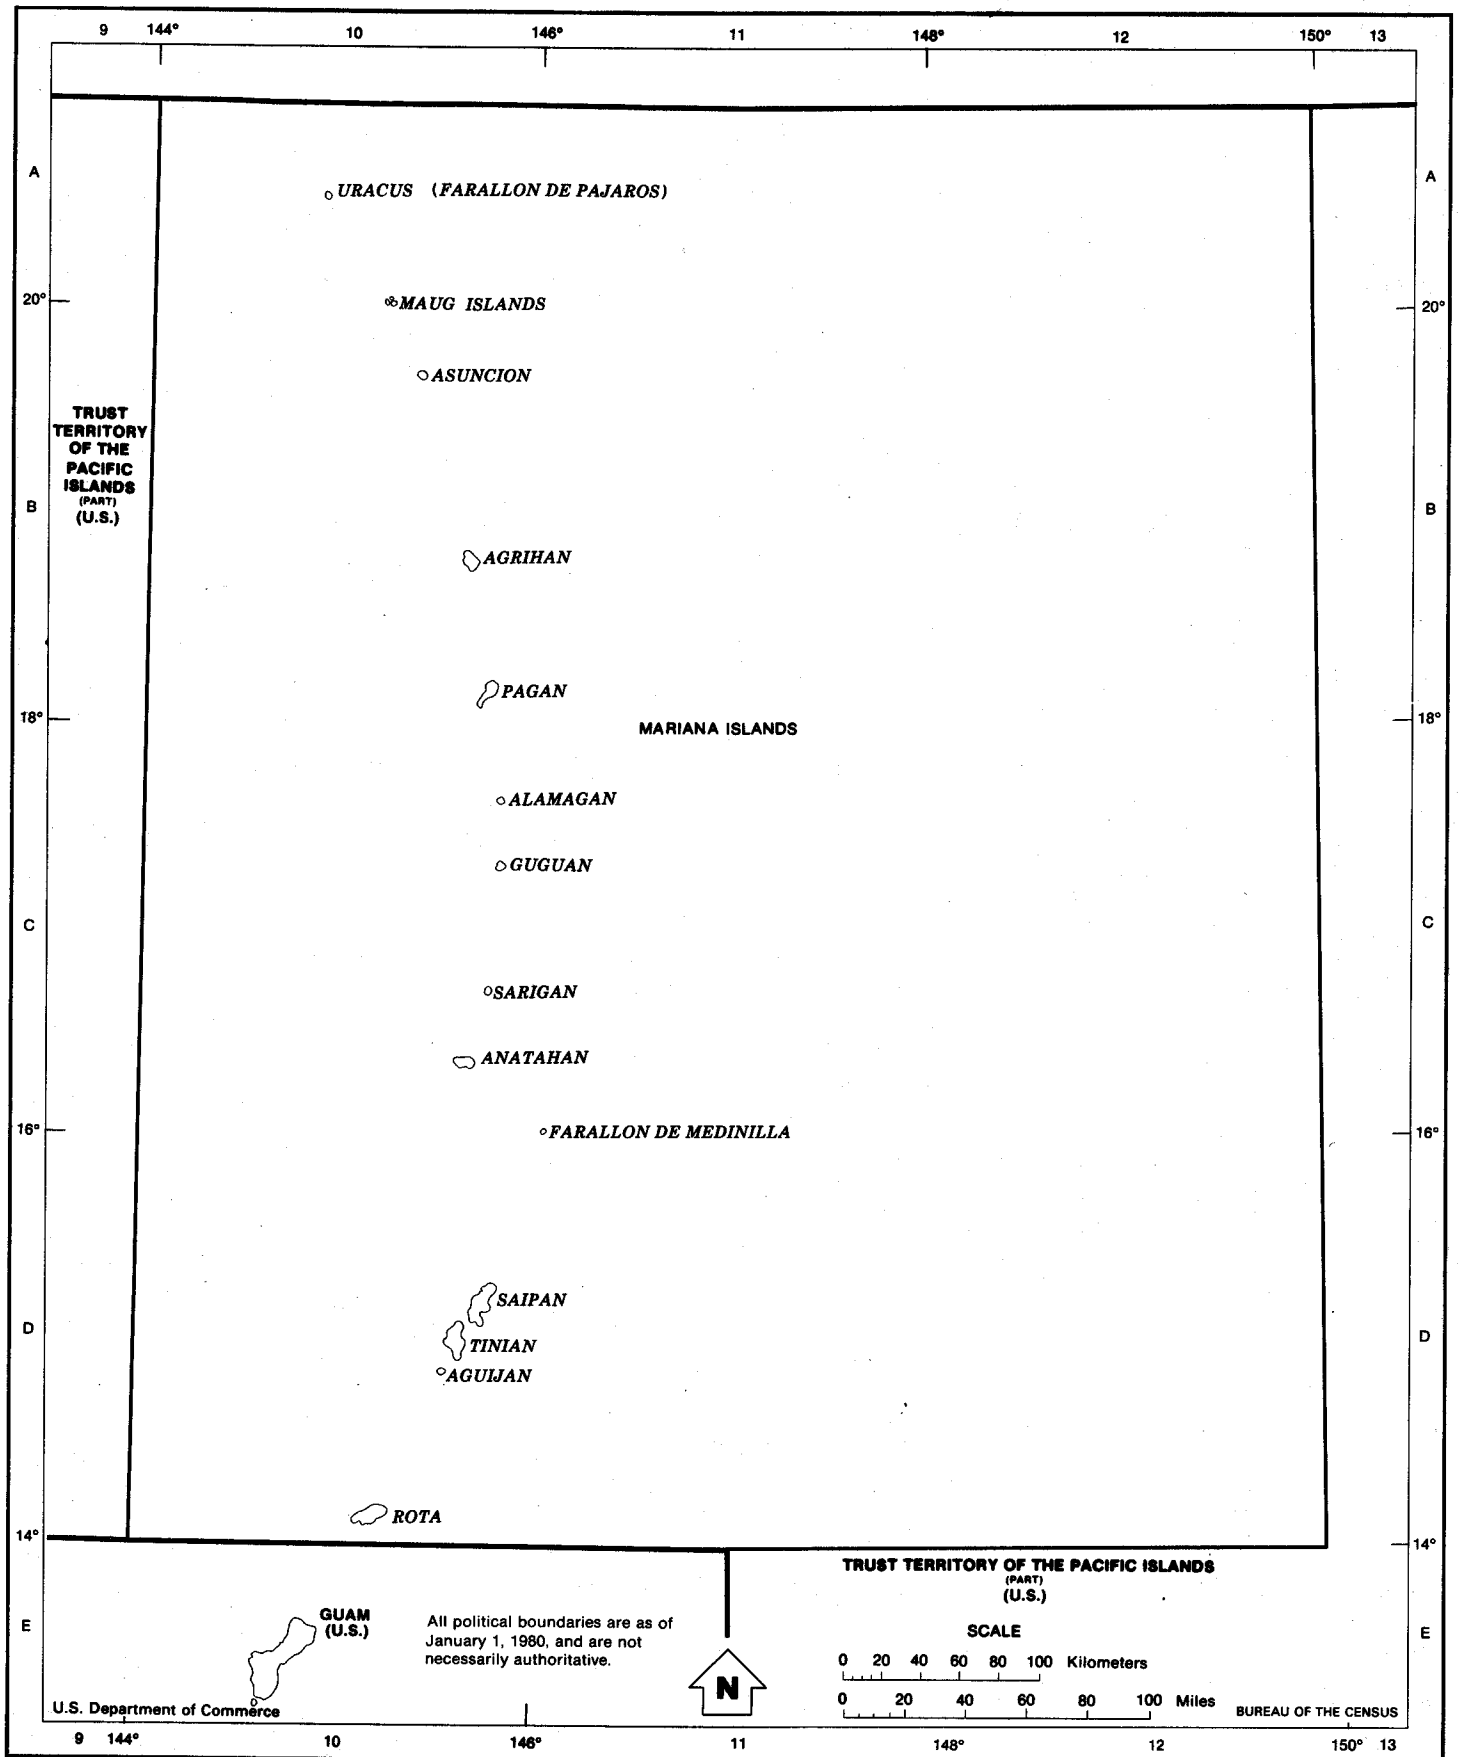 9 144° 10 146° 11 148° 12 150° 13
A A
URACUS (FARALLON DE PAJAROS)
20° 20°
MAUG ISLANDS
ASUNCION
TRUST
TERRITORY
OF THE
PACIFIC
ISLANDS
(PART)
(U.S.)
B B
AGRIHAN
PAGAN
18° 18°
MARIANA ISLANDS
ALAMAGAN
GUGUAN
C C
SARIGAN
ANATAHAN
16° 16°
FARALLON DE MEDINILLA
SAIPAN
D D
TINIAN
AGUIJAN
ROTA
14° 14°
TRUST TERRITORY OF THE PACIFIC ISLANDS
(PART)
(U.S.)
E E
GUAM
(U.S.)
All political boundaries are as of
January 1, 1980, and are not
necessarily authoritative.
N
SCALE
0 20 40 60 80 100 Kilometers
0 20 40 60 80 100 Miles
U.S. Department of Commerce
BUREAU OF THE CENSUS
9 144° 10 146° 11 148° 12 150° 13